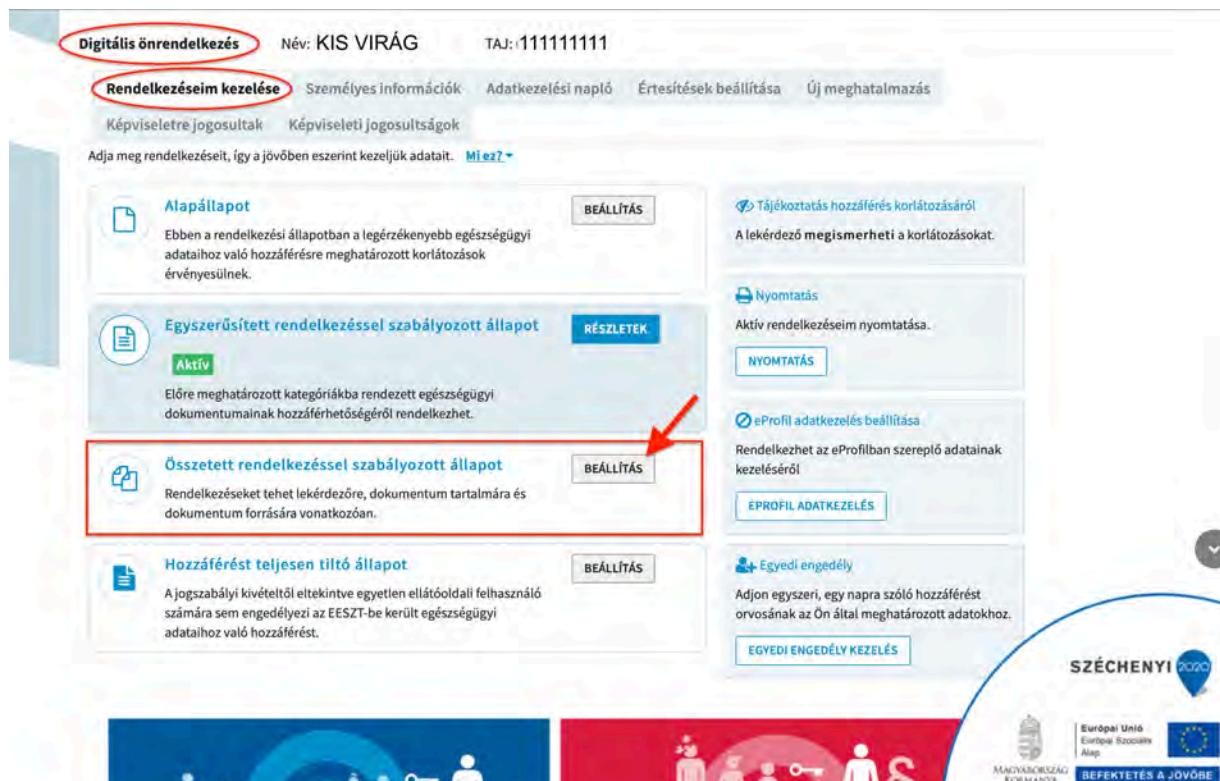 Digitális önrendelkezés Név: KIS VIRÁG TAJ: 111111111
Rendelkezéseim kezelése Személyes információk Adatkezelési napló Értesítések beállítása Új meghatalmazás
Képviseletre jogosultak Képviseleti jogosultságok
Adja meg rendelkezéseit, így a jövőben eszerint kezeljük adatait. Mi ez?
Alapállapot
BEÁLLÍTÁS
Ebben a rendelkezési állapotban a legérzékenyebb egészségügyi
adataihoz való hozzáférésre meghatározott korlátozások
érvényesülnek.
Egyszerűsített rendelkezéssel szabályozott állapot
RÉSZLETEK
Aktív
Előre meghatározott kategóriákba rendezett egészségügyi
dokumentumainak hozzáférhetőségéről rendelkezhet.
Összetett rendelkezéssel szabályozott állapot
BEÁLLÍTÁS
Rendelkezéseket tehet lekérdezőre, dokumentum tartalmára és
dokumentum forrására vonatkozóan.
Hozzáférést teljesen tiltó állapot
BEÁLLÍTÁS
A jogszabályi kivételtől eltekintve egyetlen ellátóoldali felhasználó
számára sem engedélyezi az EESZT-be került egészségügyi
adataihoz való hozzáférést.
Tájékoztatás hozzáférés korlátozásáról
A lekérdező megismerheti a korlátozásokat.
Nyomtatás
Aktív rendelkezéseim nyomtatása.
NYOMTATÁS
eProfil adatkezelés beállítása
Rendelkezhet az eProfilban szereplő adatainak
kezeléséről
EPROFIL ADATKEZELÉS
Egyedi engedély
Adjon egyszeri, egy napra szóló hozzáférést
orvosának az Ön által meghatározott adatokhoz.
EGYEDI ENGEDÉLY KEZELÉS
SZÉCHENYI 2020
Európai Unió
Európai Szociális
Alap
MAGYARORSZÁG
KORMÁNYA
BEFEKTETÉS A JÖVŐBE